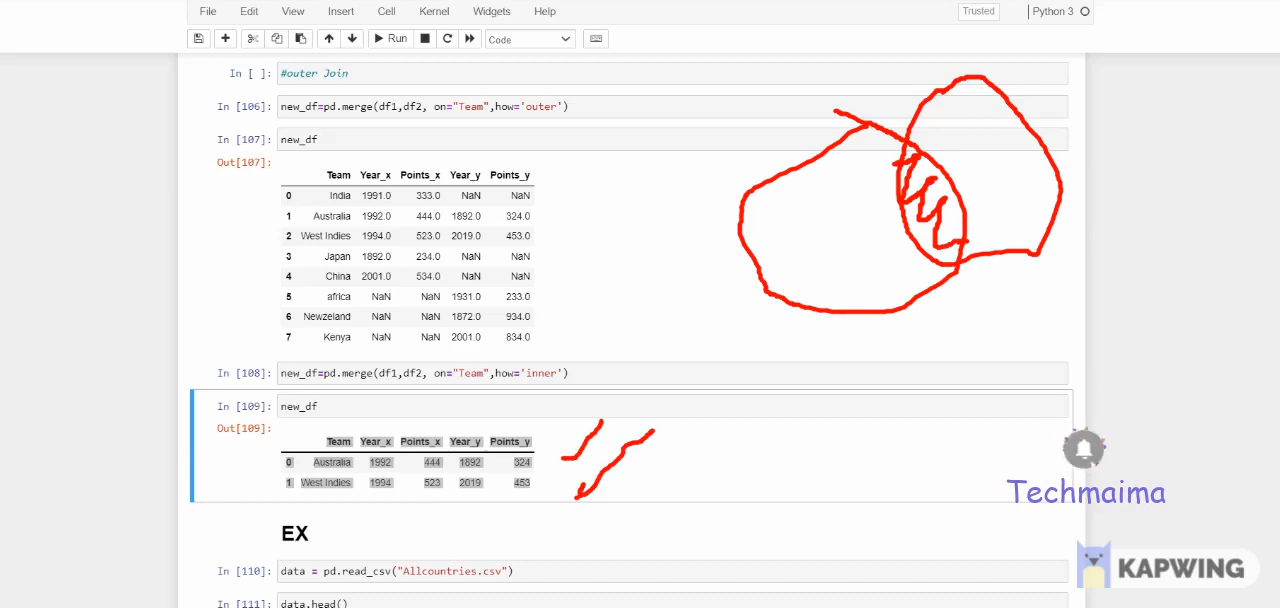 File Edit View Insert Cell Kernel Widgets Help Trusted Python 3
Run Code
In [ ]: #outer Join
In [106]: new_df=pd.merge(df1,df2, on="Team",how='outer')
In [107]: new_df
Out[107]:
Team Year_x Points_x Year_y Points_y
0 India 1991.0 333.0 NaN NaN
1 Australia 1992.0 444.0 1892.0 324.0
2 West Indies 1994.0 523.0 2019.0 453.0
3 Japan 1892.0 234.0 NaN NaN
4 China 2001.0 534.0 NaN NaN
5 africa NaN NaN 1931.0 233.0
6 Newzeland NaN NaN 1872.0 934.0
7 Kenya NaN NaN 2001.0 834.0
In [108]: new_df=pd.merge(df1,df2, on="Team",how='inner')
In [109]: new_df
Out[109]:
Team Year_x Points_x Year_y Points_y
0 Australia 1992 444 1892 324
1 West Indies 1994 523 2019 453
Techmaima
EX
KAPWING
In [110]: data = pd.read_csv("Allcountries.csv")
In [111]: data.head()